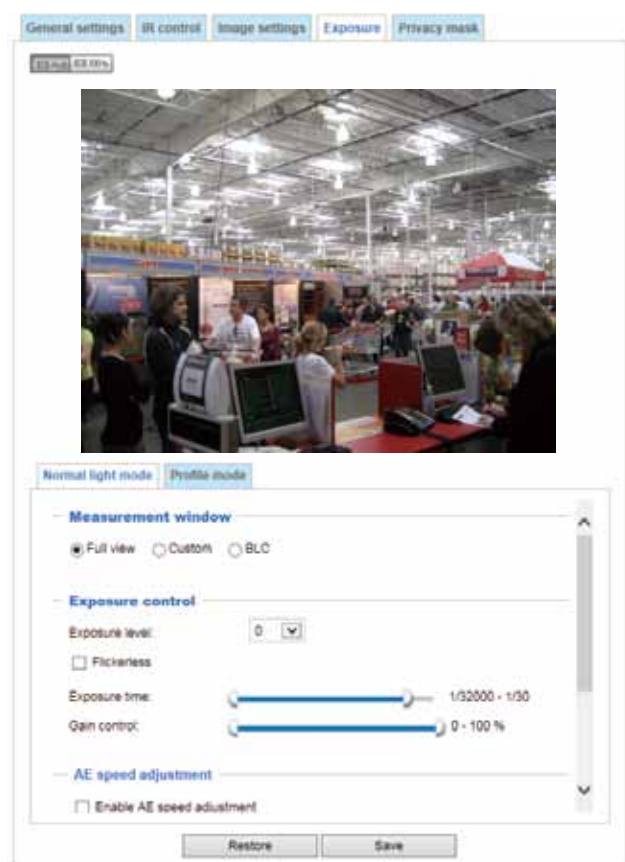 General settings IR control Image settings Exposure Privacy mask
Normal light mode Profile mode
Measurement window
Full view Custom BLC
Exposure control
Exposure level: 0
Flickerless
Exposure time: 1/32000 - 1/30
Gain control: 0 - 100 %
AE speed adjustment
Enable AE speed adjustment
Restore Save